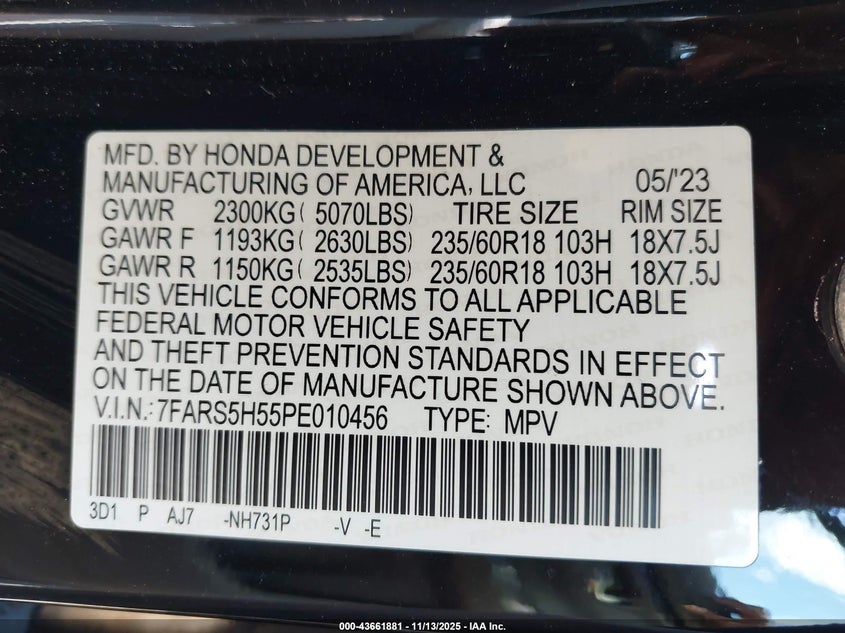 MFD. BY HONDA DEVELOPMENT &
MANUFACTURING OF AMERICA, LLC 05/'23
GVWR 2300KG( 5070LBS) TIRE SIZE RIM SIZE
GAWR F 1193KG( 2630LBS) 235/60R18 103H 18X7.5J
GAWR R 1150KG( 2535LBS) 235/60R18 103H 18X7.5J
THIS VEHICLE CONFORMS TO ALL APPLICABLE
FEDERAL MOTOR VEHICLE SAFETY
AND THEFT PREVENTION STANDARDS IN EFFECT
ON THE DATE OF MANUFACTURE SHOWN ABOVE.
V.I.N.: 7FARS5H55PE010456 TYPE: MPV
3D1 P AJ7 -NH731P -V -E
000-43661881 - 11/13/2025 - IAA Inc.